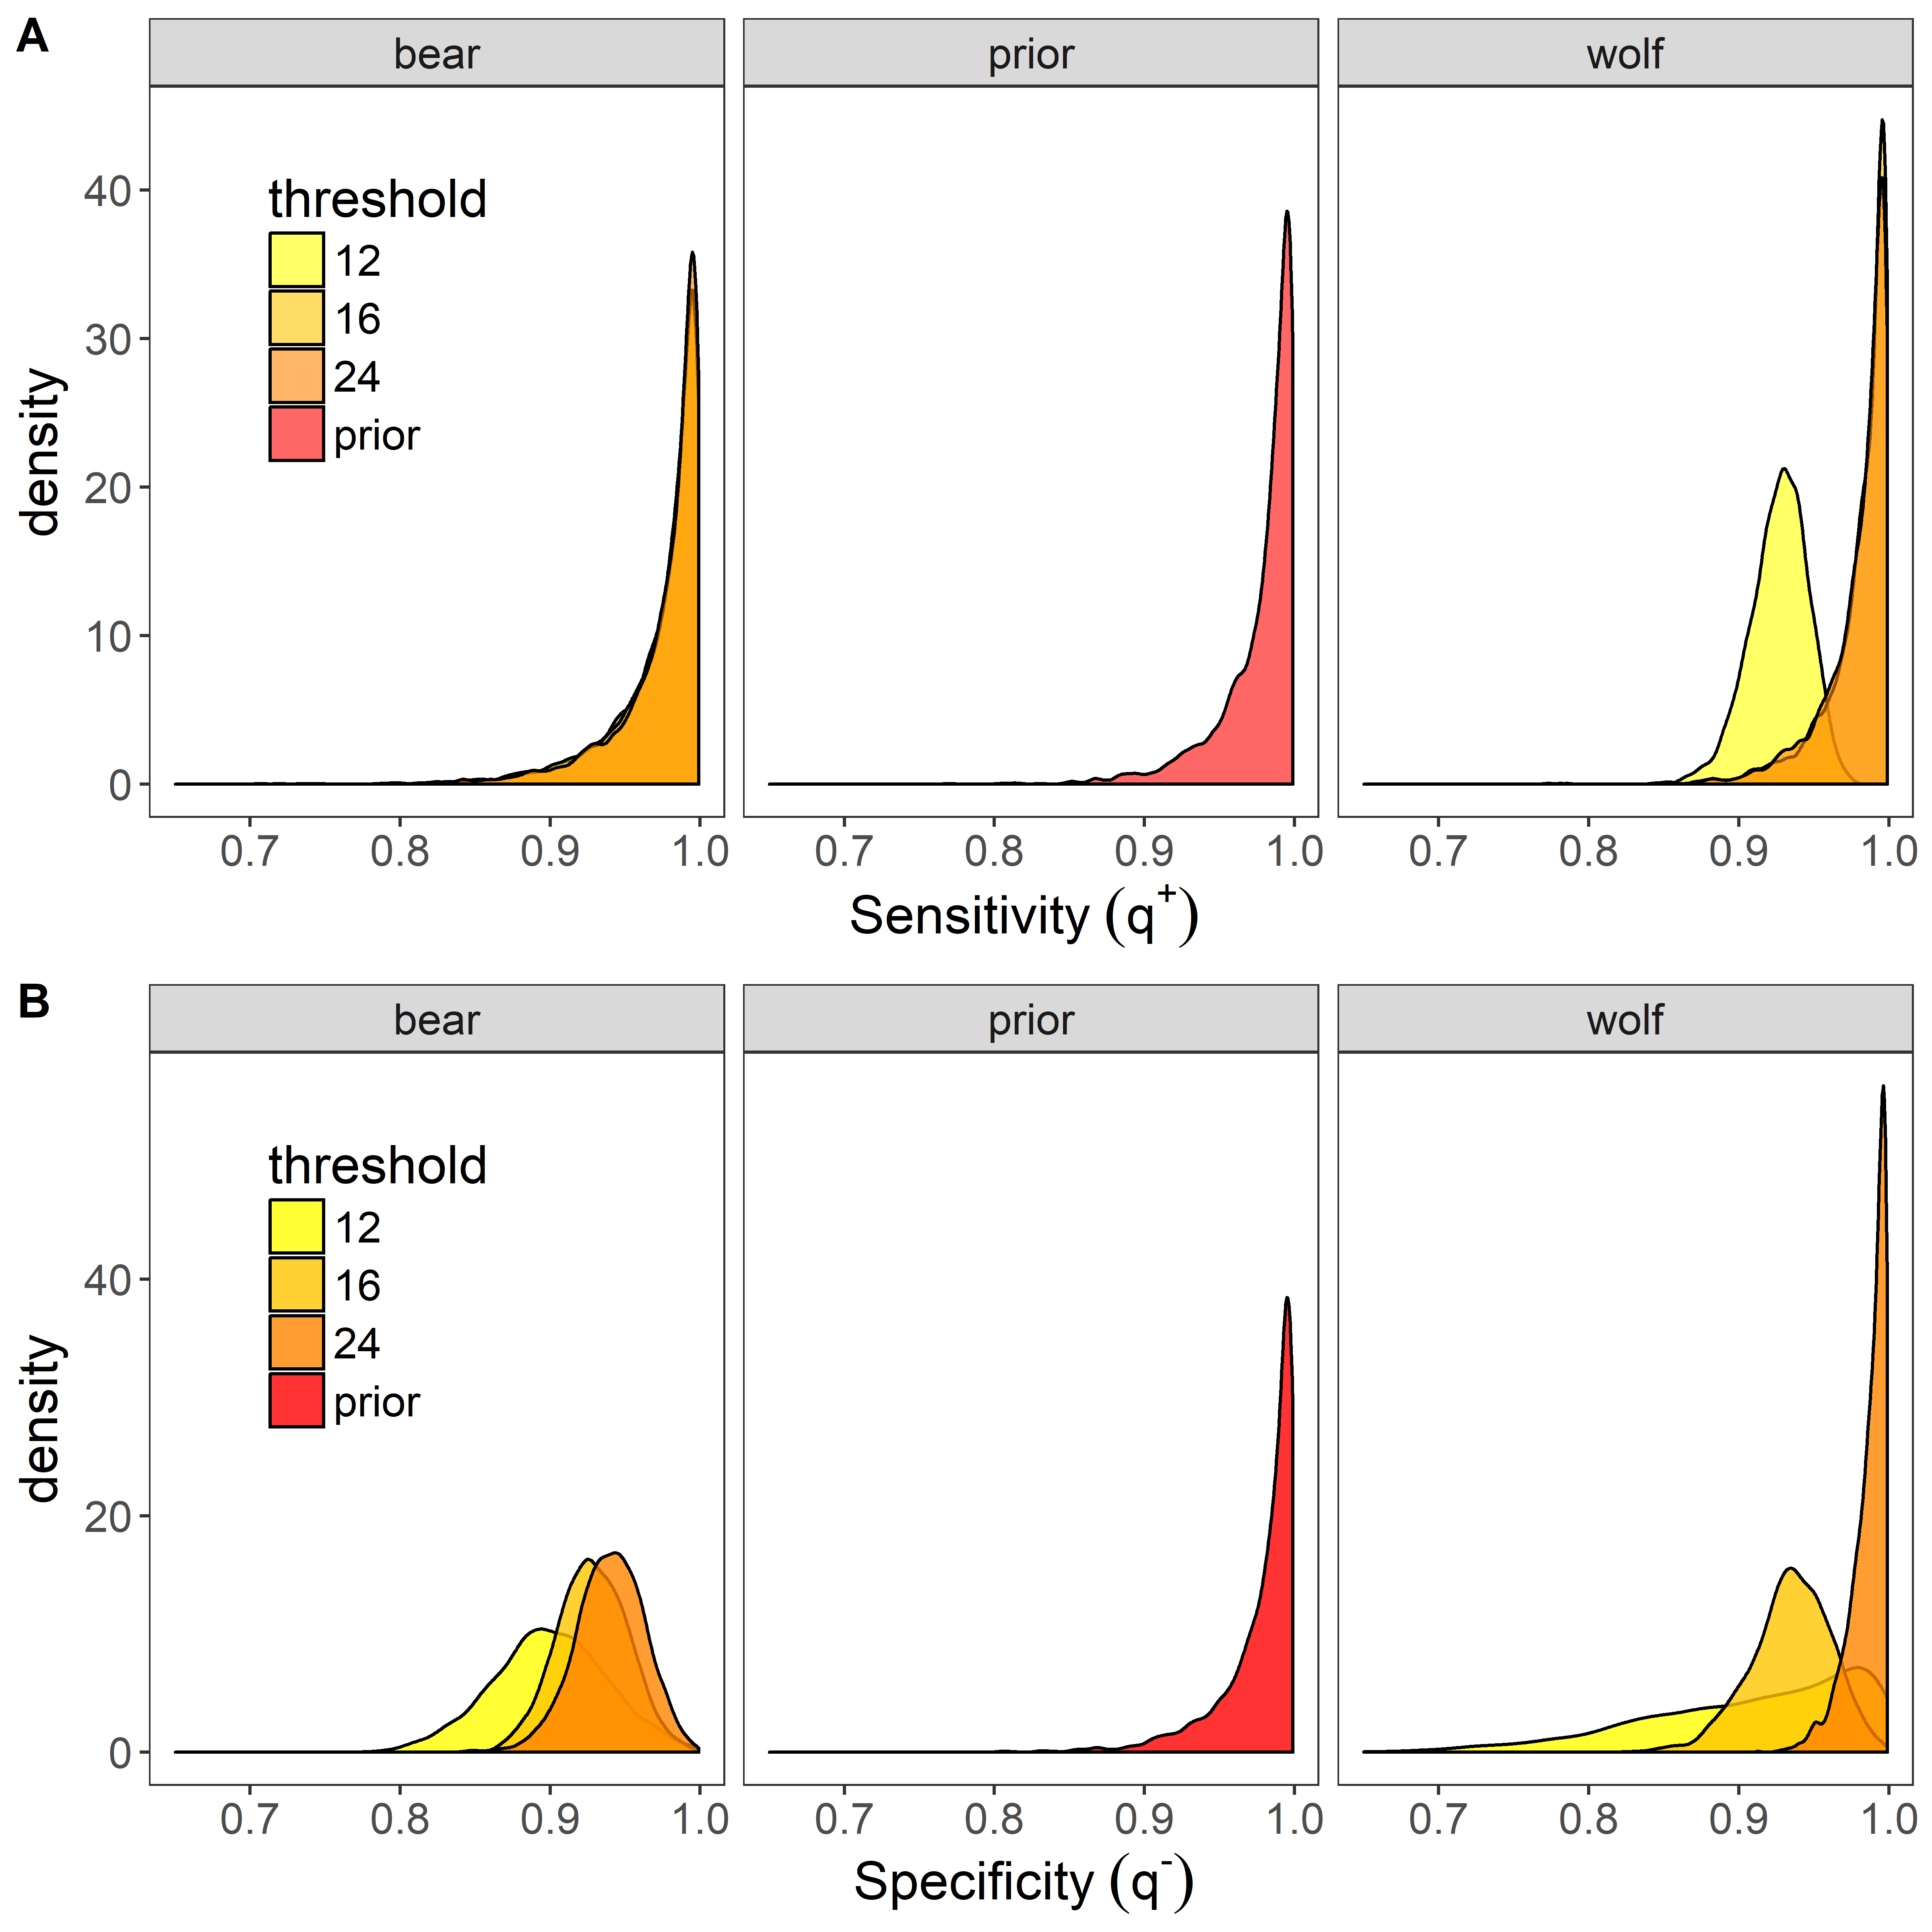 A
bear prior wolf
threshold
12
16
24
prior
density
40
30
20
10
0
0.7 0.8 0.9 1.0 0.7 0.8 0.9 1.0 0.7 0.8 0.9 1.0
Sensitivity (q⁺)
B
bear prior wolf
threshold
12
16
24
prior
density
40
20
0
0.7 0.8 0.9 1.0 0.7 0.8 0.9 1.0 0.7 0.8 0.9 1.0
Specificity (q⁻)